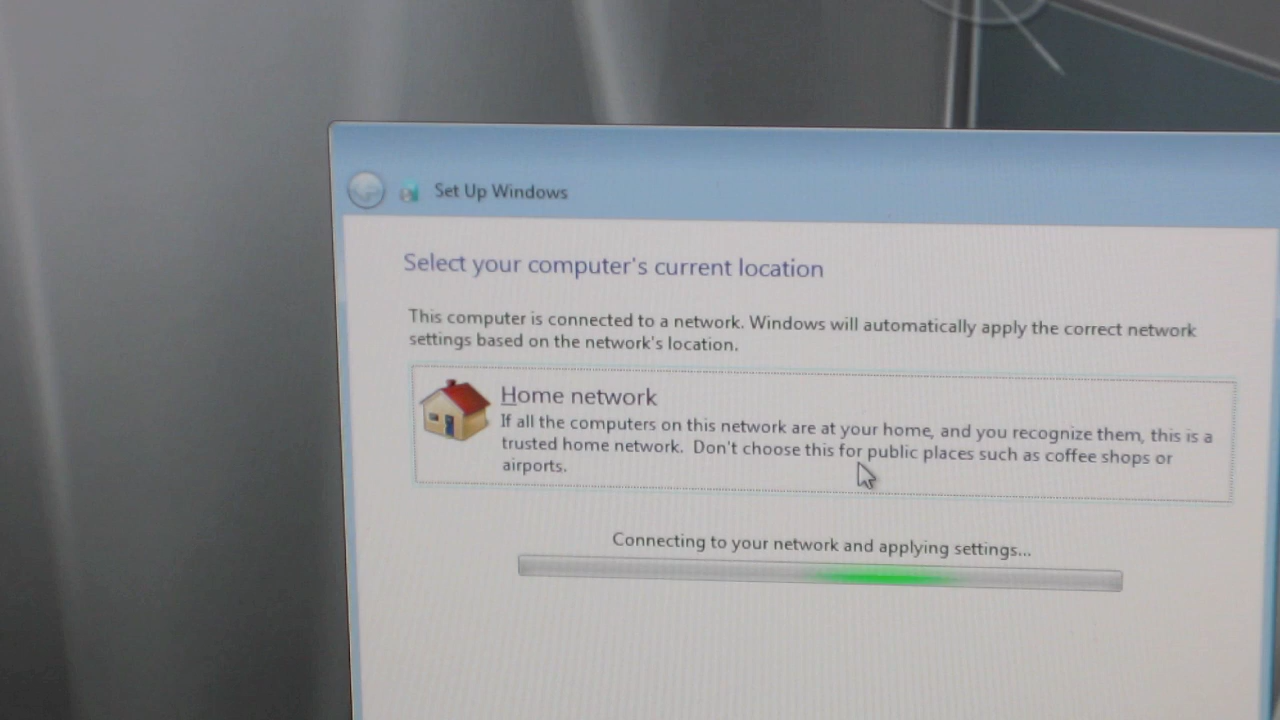 Set Up Windows
Select your computer's current location
This computer is connected to a network. Windows will automatically apply the correct network
settings based on the network's location.
Home network
If all the computers on this network are at your home, and you recognize them, this is a
trusted home network.  Don't choose this for public places such as coffee shops or
airports.
Connecting to your network and applying settings...